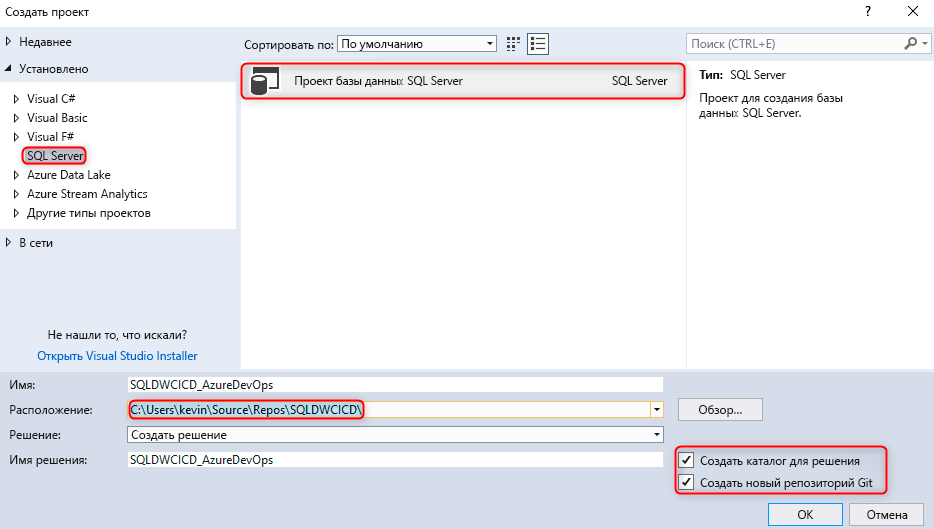 Создать проект
?
Недавнее
Установлено
Visual C#
Visual Basic
Visual F#
SQL Server
Azure Data Lake
Azure Stream Analytics
Другие типы проектов
В сети
Не нашли то, что искали?
Открыть Visual Studio Installer
Сортировать по: По умолчанию
Проект базы данных SQL Server SQL Server
Поиск (CTRL+E)
Тип: SQL Server
Проект для создания базы
данных SQL Server.
Имя: SQLDWCICD_AzureDevOps
Расположение: C:\Users\kevin\Source\Repos\SQLDWCICD\
Обзор...
Решение: Создать решение
Имя решения: SQLDWCICD_AzureDevOps
Создать каталог для решения
Создать новый репозиторий Git
OK Отмена